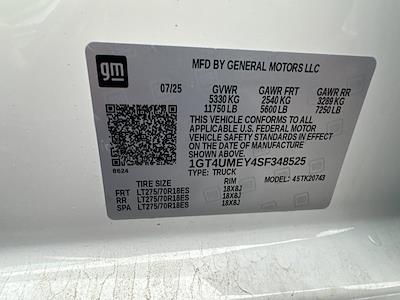 gm
MFD BY GENERAL MOTORS LLC
07/25 GVWR GAWR FRT GAWR RR
5330 KG 2540 KG 3289 KG
11750 LB 5600 LB 7250 LB
THIS VEHICLE CONFORMS TO ALL
APPLICABLE U.S. FEDERAL MOTOR
VEHICLE SAFETY STANDARDS IN EFFECT
ON THE DATE OF MANUFACTURE SHOWN
ABOVE.
1GT4UMEY4SF348525
8624 TYPE: TRUCK MODEL: 4STK20743
TIRE SIZE RIM
FRT LT275/70R18ES 18X8J
RR LT275/70R18ES 18X8J
SPA LT275/70R18ES 18X8J